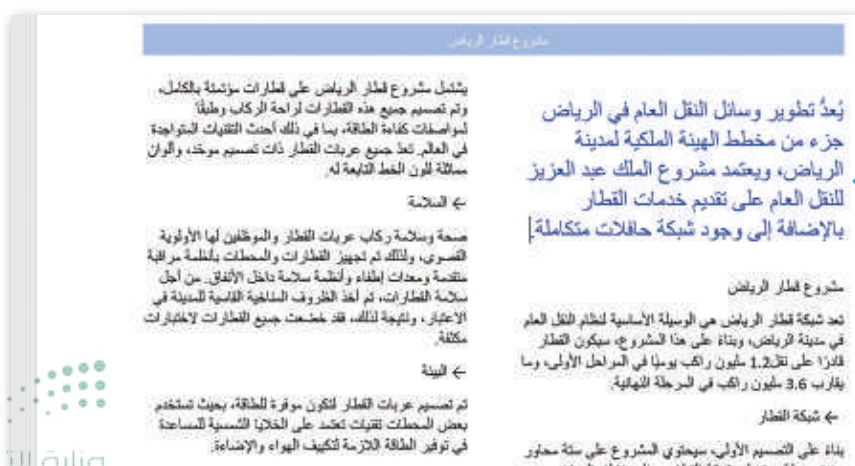 مشروع قطار الرياض
يُعدُّ تطوير وسائل النقل العام في الرياض
جزء من مخطط الهيئة الملكية لمدينة
الرياض، ويعتمد مشروع الملك عبد العزيز
للنقل العام على تقديم خدمات القطار
بالإضافة إلى وجود شبكة حافلات متكاملة.
مشروع قطار الرياض
تعد شبكة قطار الرياض هي الوسيلة الأساسية لنظام النقل العام
في مدينة الرياض، وبناءً على هذا المشروع، سيكون القطار
قادرًا على نقل1.2 مليون راكب يوميًا في المراحل الأولى، وما
يقارب 3.6 مليون راكب في المرحلة النهائية.
← شبكة القطار
بناءً على التصميم الأولي، سيحتوي المشروع على ستة محاور
يشتمل مشروع قطار الرياض على قطارات مؤتمتة بالكامل،
وتم تصميم جميع هذه القطارات لراحة الركاب وطبقًا
لمواصفات كفاءة الطاقة، بما في ذلك أحدث التقنيات المتواجدة
في العالم. تعدّ جميع عربات القطار ذات تصميم موحّد، وألوان
مماثلة للون الخط التابعة له.
← السلامة
صحة وسلامة ركاب عربات القطار والموظفين لها الأولوية
القصوى، ولذلك تم تجهيز القطارات والمحطات بأنظمة مراقبة
متقدمة ومعدات إطفاء وأنظمة سلامة داخل الأنفاق. من أجل
سلامة القطارات، تم أخذ الظروف المناخية القاسية للمدينة في
الاعتبار، ونتيجة لذلك، فقد خضعت جميع القطارات لاختبارات
مكثفة.
← البيئة
تم تصميم عربات القطار لتكون موفرة للطاقة، بحيث تستخدم
بعض المحطات تقنيات تعتمد على الخلايا الشمسية للمساعدة
في توفير الطاقة اللازمة لتكييف الهواء والإضاءة.
وزارة